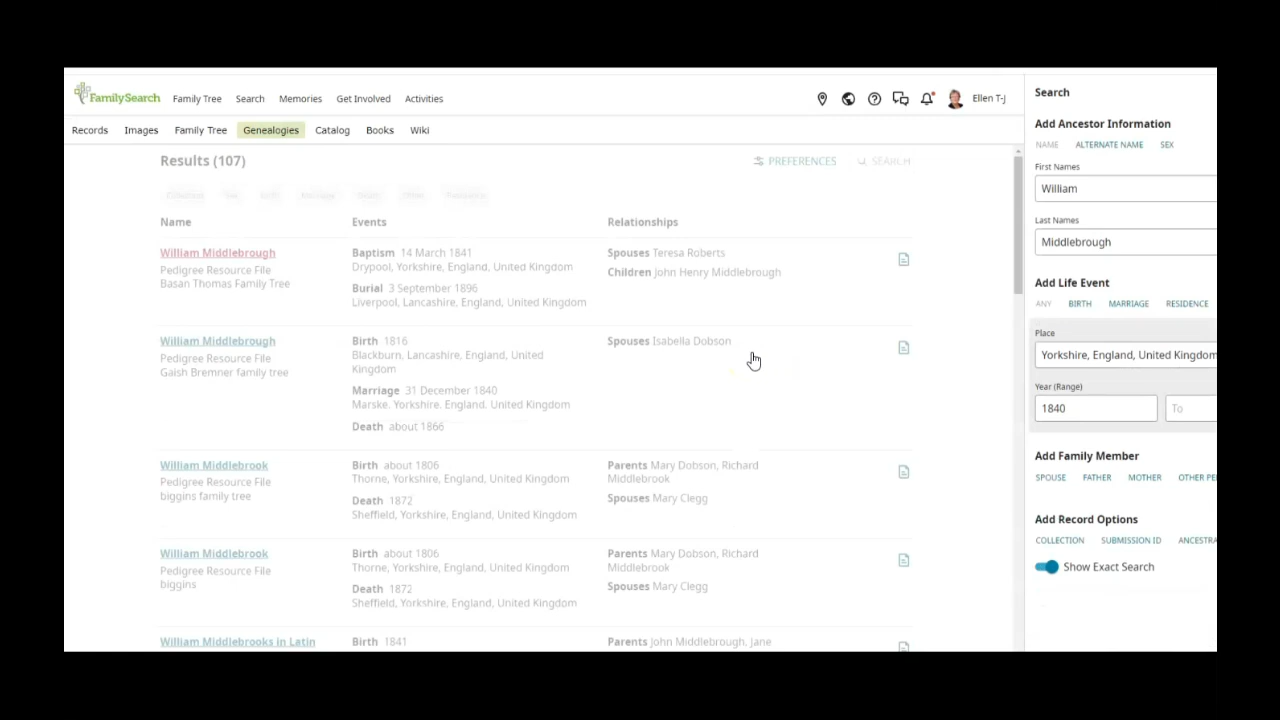 FamilySearch Family Tree Search Memories Get Involved Activities Ellen T-J
Records Images Family Tree Genealogies Catalog Books Wiki
Results (107) PREFERENCES SEARCH
Name Events Relationships
William Middlebrough Baptism 14 March 1841 Spouses Teresa Roberts
Pedigree Resource File Drypool, Yorkshire, England, United Kingdom Children John Henry Middlebrough
Basan Thomas Family Tree Burial 3 September 1896
Liverpool, Lancashire, England, United Kingdom
William Middlebrough Birth 1816 Spouses Isabella Dobson
Pedigree Resource File Blackburn, Lancashire, England, United
Gaish Bremner family tree Kingdom
Marriage 31 December 1840
Marske, Yorkshire, England, United Kingdom
Death about 1866
William Middlebrook Birth about 1806 Parents Mary Dobson, Richard
Pedigree Resource File Thorne, Yorkshire, England, United Kingdom Middlebrook
biggins family tree Death 1872 Spouses Mary Clegg
Sheffield, Yorkshire, England, United Kingdom
William Middlebrook Birth about 1806 Parents Mary Dobson, Richard
Pedigree Resource File Thorne, Yorkshire, England, United Kingdom Middlebrook
biggins Death 1872 Spouses Mary Clegg
Sheffield, Yorkshire, England, United Kingdom
William Middlebrooks in Latin Birth 1841 Parents John Middlebrough, Jane
Search
Add Ancestor Information
NAME ALTERNATE NAME SEX
First Names
William
Last Names
Middlebrough
Add Life Event
ANY BIRTH MARRIAGE RESIDENCE
Place
Yorkshire, England, United Kingdom
Year (Range)
1840 To
Add Family Member
SPOUSE FATHER MOTHER OTHER PE
Add Record Options
COLLECTION SUBMISSION ID ANCESTRA
Show Exact Search